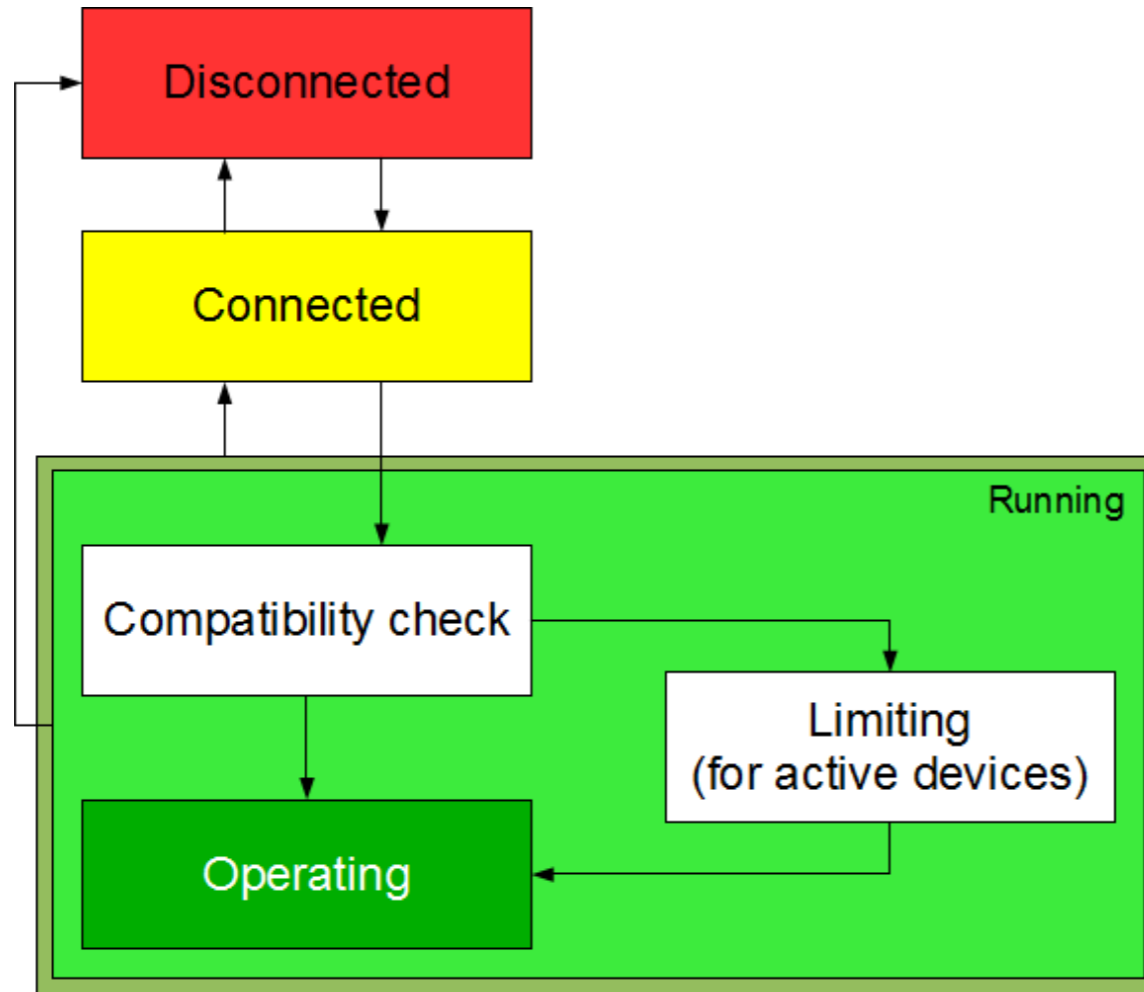 Disconnected
Connected
Running
Compatibility check
Limiting
(for active devices)
Operating